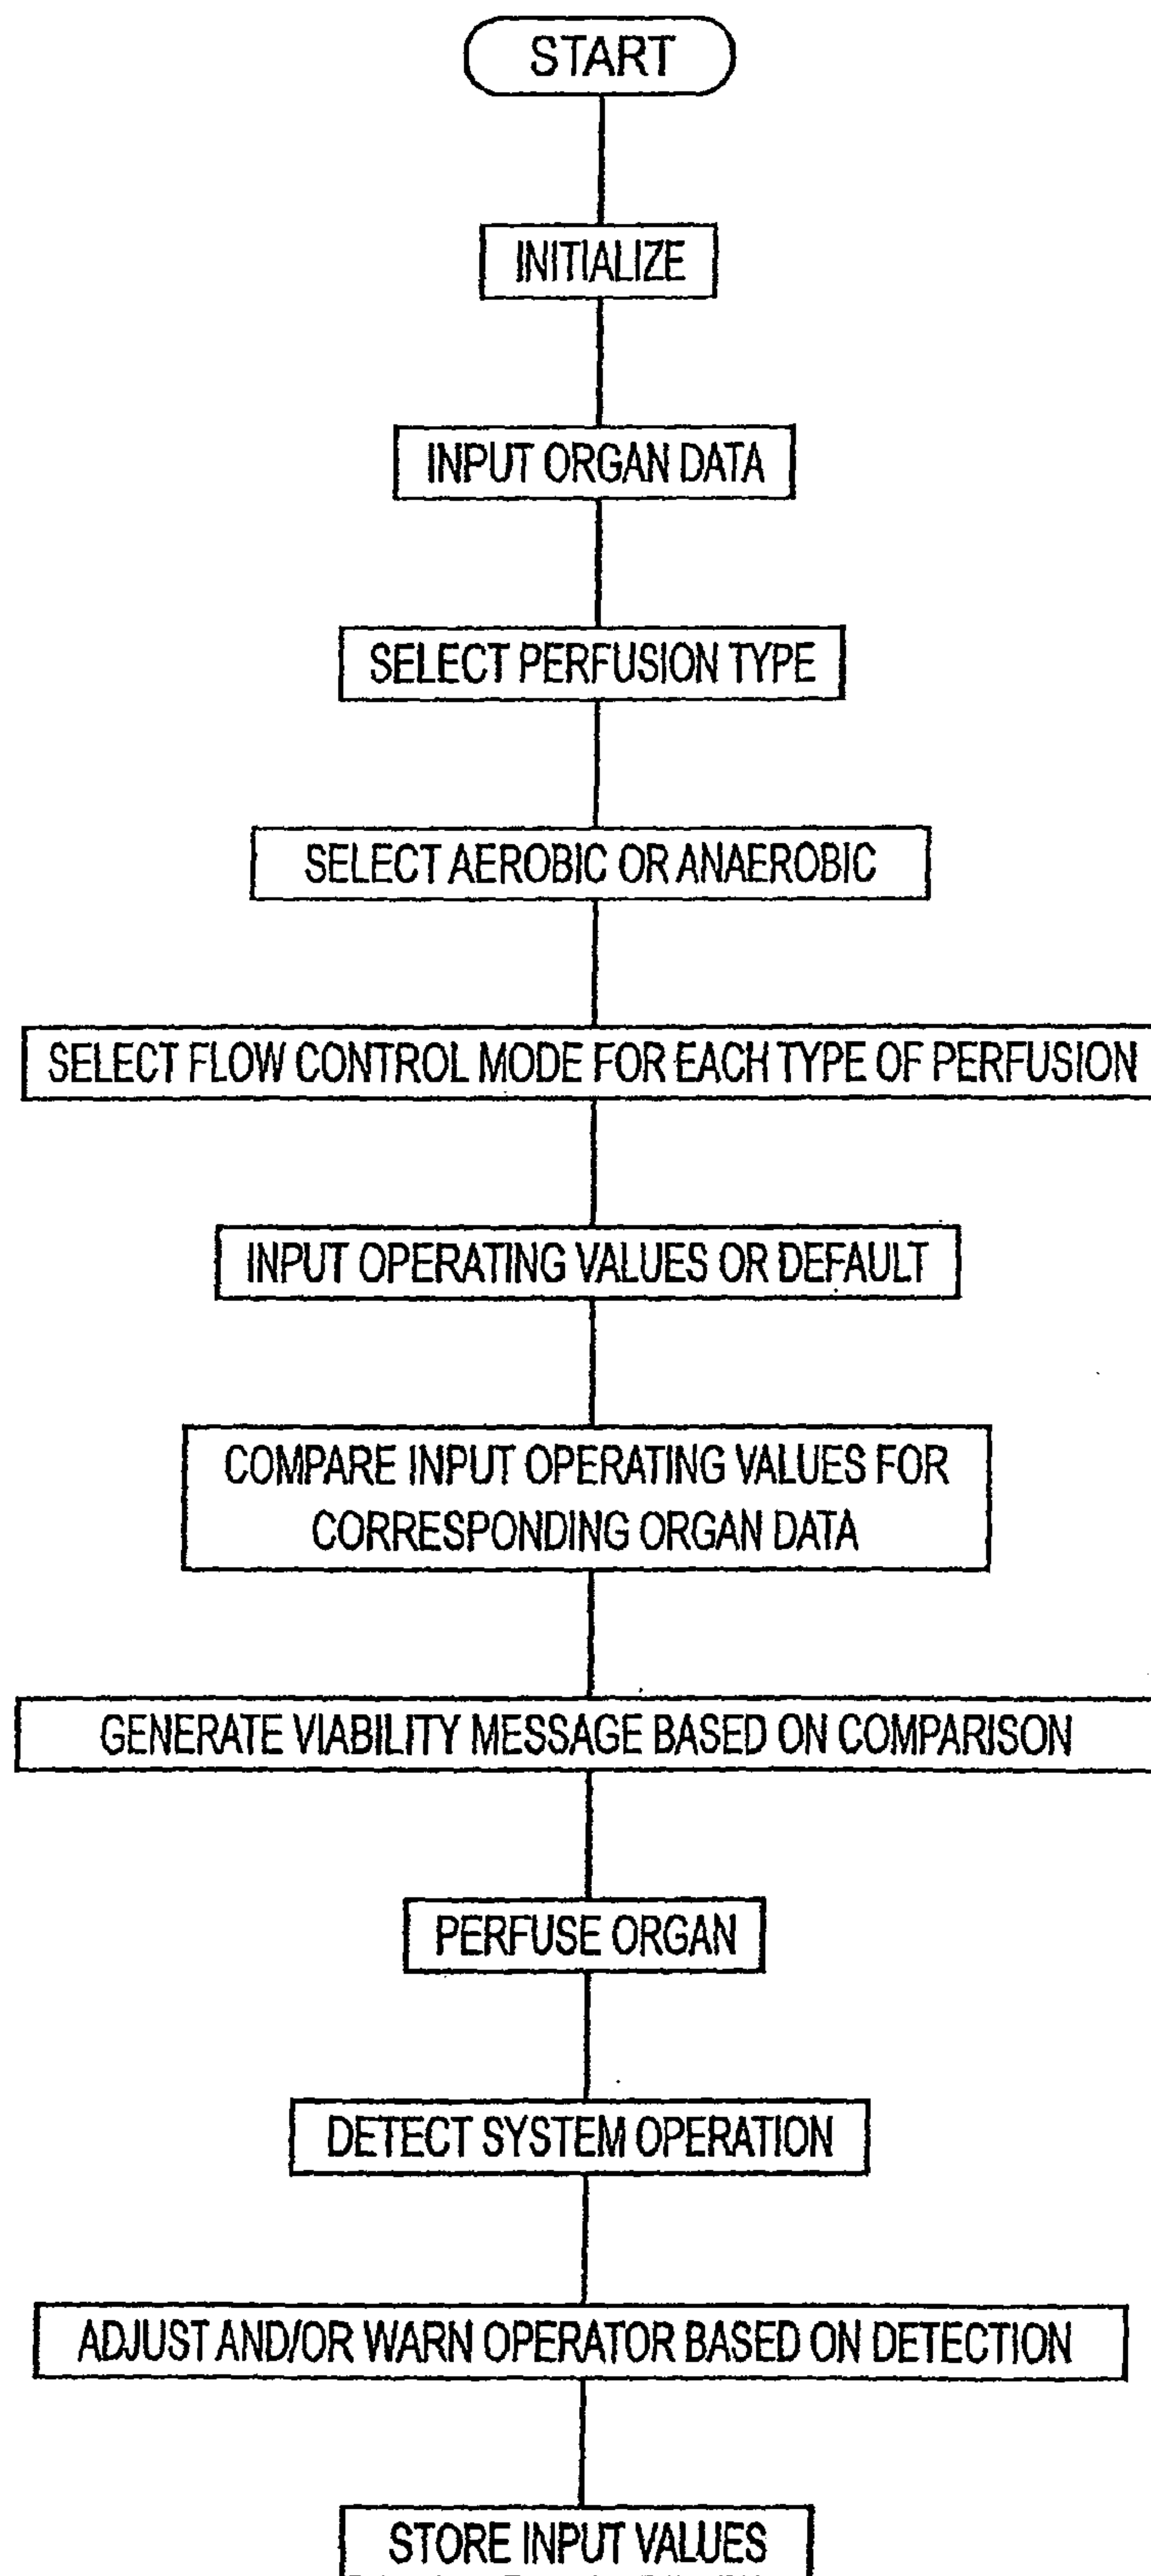 START
INITIALIZE
INPUT ORGAN DATA
SELECT PERFUSION TYPE
SELECT AEROBIC OR ANAEROBIC
SELECT FLOW CONTROL MODE FOR EACH TYPE OF PERFUSION
INPUT OPERATING VALUES OR DEFAULT
COMPARE INPUT OPERATING VALUES FOR
CORRESPONDING ORGAN DATA
GENERATE VIABILITY MESSAGE BASED ON COMPARISON
PERFUSE ORGAN
DETECT SYSTEM OPERATION
ADJUST AND/OR WARN OPERATOR BASED ON DETECTION
STORE INPUT VALUES